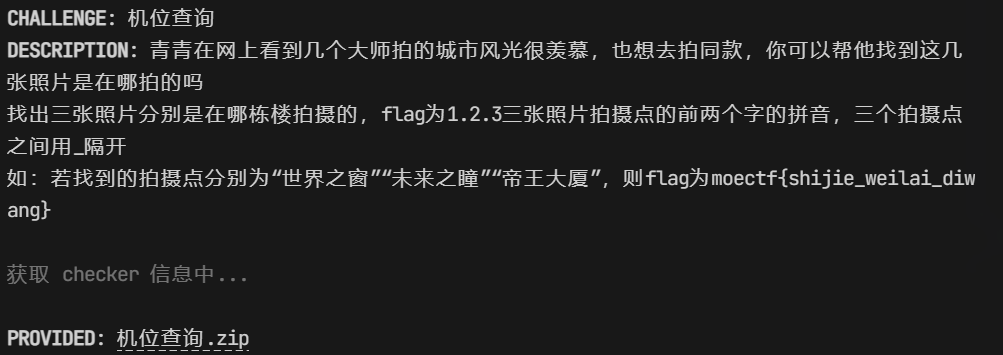 CHALLENGE: 机位查询
DESCRIPTION: 青青在网上看到几个大师拍的城市风光很羡慕，也想去拍同款，你可以帮他找到这几
张照片是在哪拍的吗
找出三张照片分别是在哪栋楼拍摄的，flag为1.2.3三张照片拍摄点的前两个字的拼音，三个拍摄点
之间用_隔开
如：若找到的拍摄点分别为“世界之窗”“未来之瞳”“帝王大厦”，则flag为moectf{shijie_weilai_diw
ang}
获取 checker 信息中...
PROVIDED: 机位查询.zip